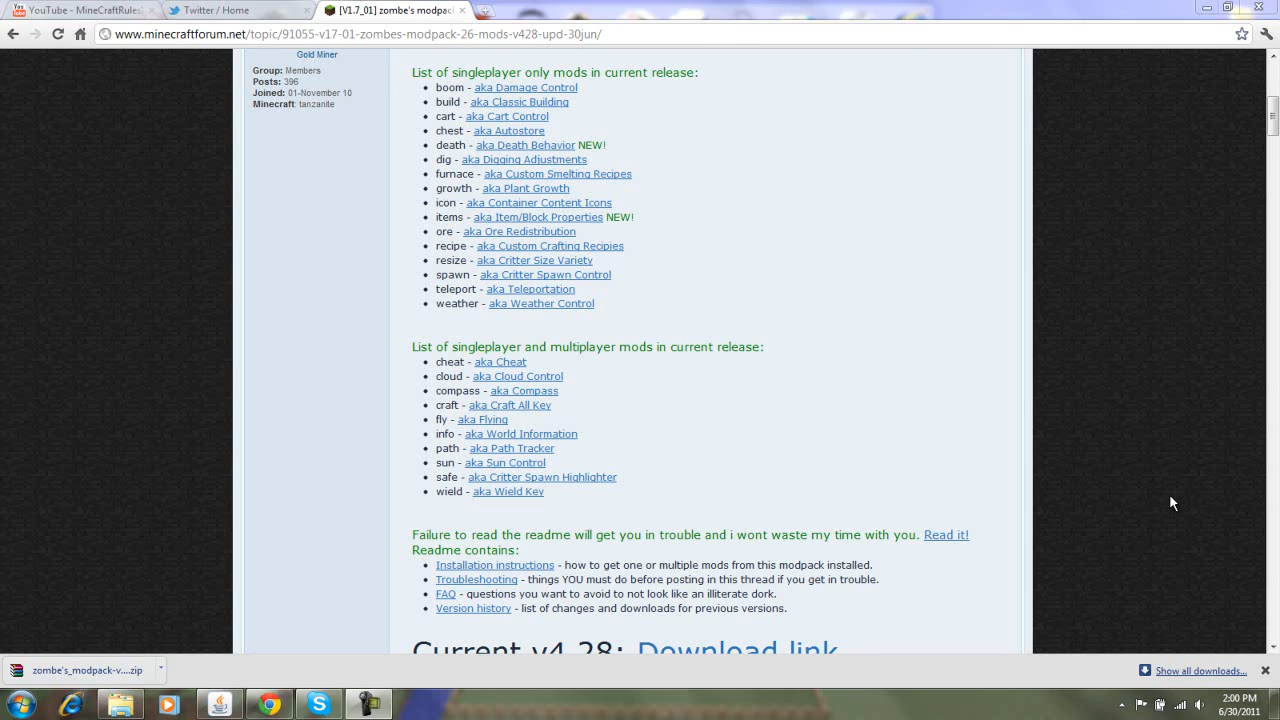 YouTube - MineCraftRules
Twitter / Home
[V1.7_01] zombe's modpac
www.minecraftforum.net/topic/91055-v17-01-zombes-modpack-26-mods-v428-upd-30jun/
Gold Miner
Group: Members
Posts: 396
Joined: 01-November 10
Minecraft: tanzanite
List of singleplayer only mods in current release:
boom - aka Damage Control
build - aka Classic Building
cart - aka Cart Control
chest - aka Autostore
death - aka Death Behavior NEW!
dig - aka Digging Adjustments
furnace - aka Custom Smelting Recipes
growth - aka Plant Growth
icon - aka Container Content Icons
items - aka Item/Block Properties NEW!
ore - aka Ore Redistribution
recipe - aka Custom Crafting Recipies
resize - aka Critter Size Variety
spawn - aka Critter Spawn Control
teleport - aka Teleportation
weather - aka Weather Control
List of singleplayer and multiplayer mods in current release:
cheat - aka Cheat
cloud - aka Cloud Control
compass - aka Compass
craft - aka Craft All Key
fly - aka Flying
info - aka World Information
path - aka Path Tracker
sun - aka Sun Control
safe - aka Critter Spawn Highlighter
wield - aka Wield Key
Failure to read the readme will get you in trouble and i wont waste my time with you. Read it!
Readme contains:
Installation instructions - how to get one or multiple mods from this modpack installed.
Troubleshooting - things YOU must do before posting in this thread if you get in trouble.
FAQ - questions you want to avoid to not look like an illiterate dork.
Version history - list of changes and downloads for previous versions.
Current v4.28: Download link
zombe's_modpack-v....zip
Show all downloads...
2:00 PM
6/30/2011